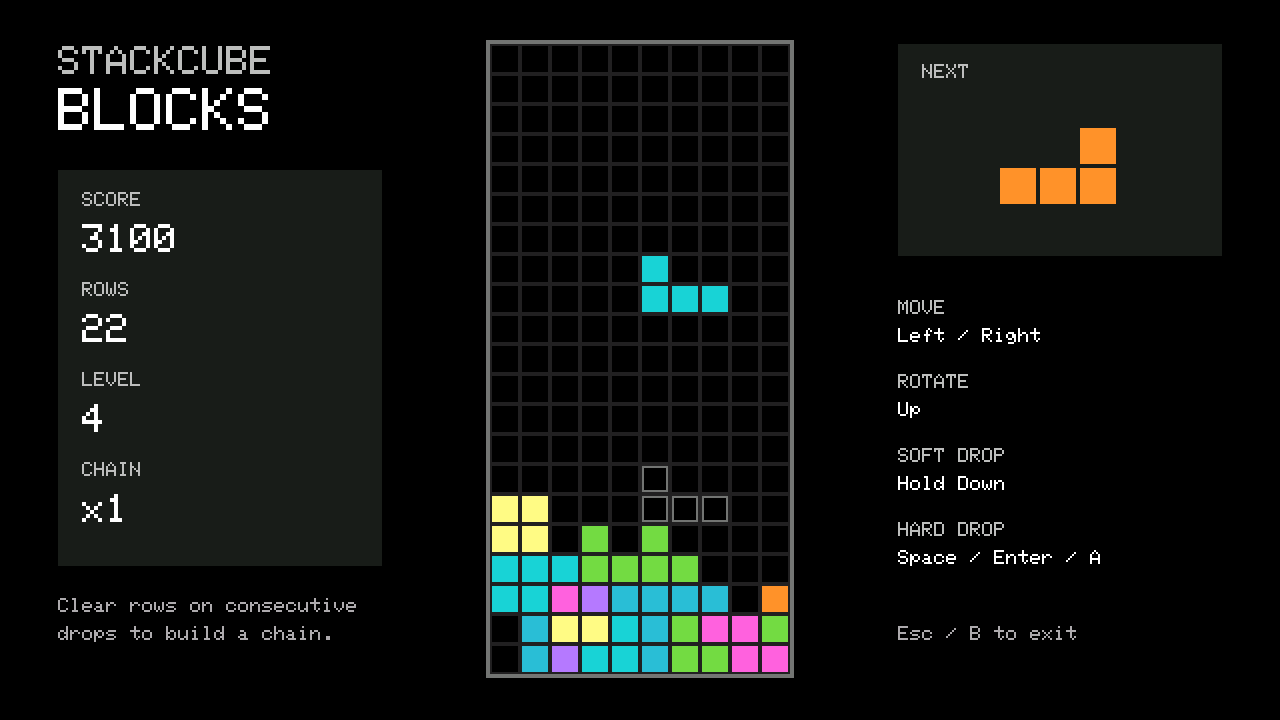 STACKCUBE
BLOCKS
SCORE
3100
ROWS
22
LEVEL
4
CHAIN
x1
Clear rows on consecutive
drops to build a chain.
NEXT
MOVE
Left / Right
ROTATE
Up
SOFT DROP
Hold Down
HARD DROP
Space / Enter / A
Esc / B to exit